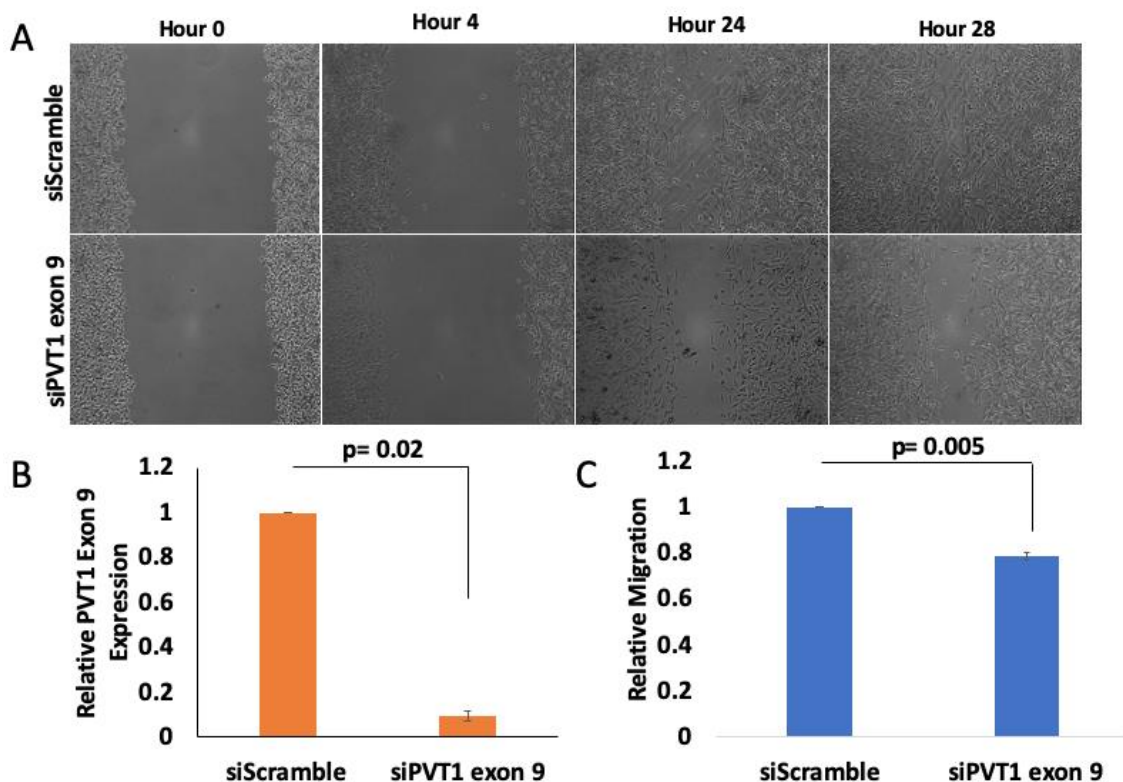 A
Hour 0
Hour 4
Hour 24
Hour 28
siScramble
siPVT1 exon 9
B
p= 0.02
Relative PVT1 Exon 9
Expression
1.2
1
0.8
0.6
0.4
0.2
0
siScramble
siPVT1 exon 9
C
p= 0.005
Relative Migration
1.2
1
0.8
0.6
0.4
0.2
0
siScramble
siPVT1 exon 9